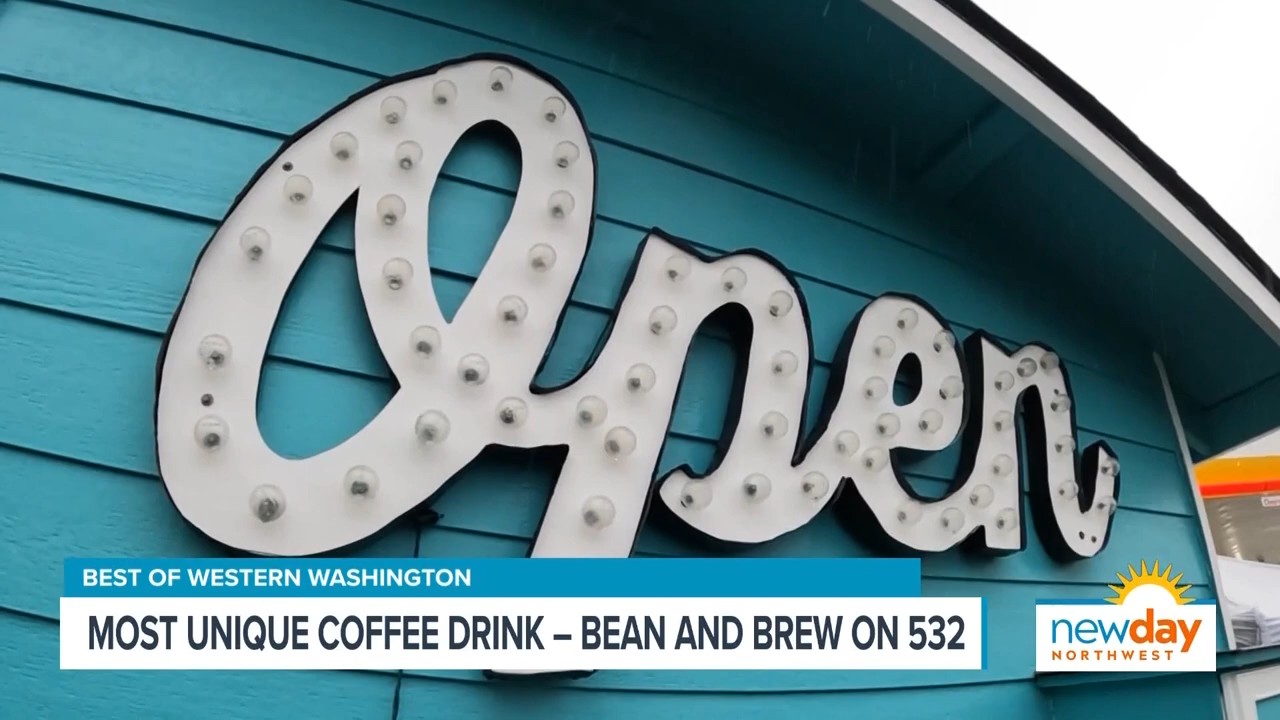 Open
BEST OF WESTERN WASHINGTON
MOST UNIQUE COFFEE DRINK – BEAN AND BREW ON 532
newday
NORTHWEST